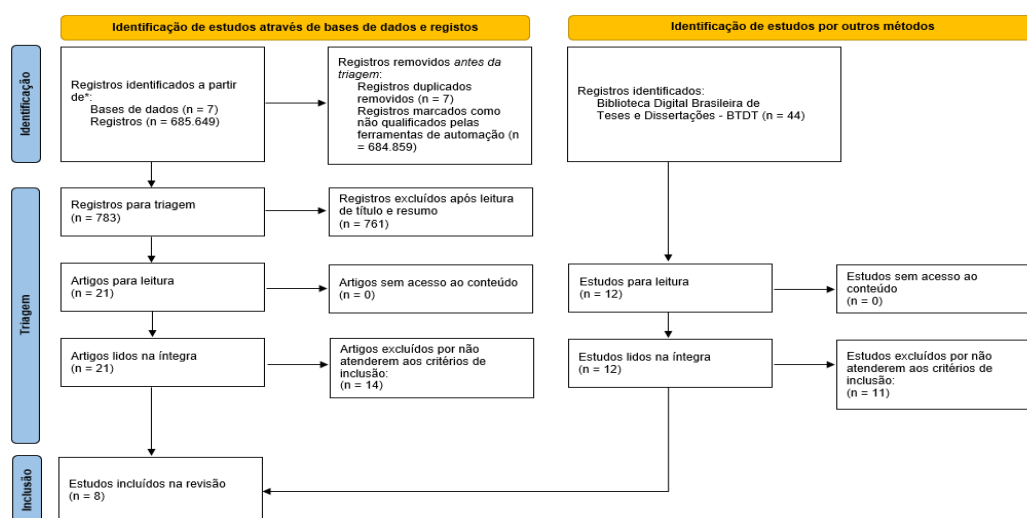 Identificação de estudos através de bases de dados e registos
Identificação de estudos por outros métodos
Identificação
Registros identificados a partir
de*:
Bases de dados (n = 7)
Registros (n = 685.649)
Registros removidos antes da
triagem:
Registros duplicados
removidos (n = 7)
Registros marcados como
não qualificados pelas
ferramentas de automação (n
= 684.859)
Registros identificados:
Biblioteca Digital Brasileira de
Teses e Dissertações - BTDT (n = 44)
Triagem
Registros para triagem
(n = 783)
Registros excluídos após leitura
de título e resumo
(n = 761)
Artigos para leitura
(n = 21)
Artigos sem acesso ao conteúdo
(n = 0)
Estudos para leitura
(n = 12)
Estudos sem acesso ao
conteúdo
(n = 0)
Artigos lidos na íntegra
(n = 21)
Artigos excluídos por não
atenderem aos critérios de
inclusão:
(n = 14)
Estudos lidos na íntegra
(n = 12)
Estudos excluídos por não
atenderem aos critérios de
inclusão:
(n = 11)
Inclusão
Estudos incluídos na revisão
(n = 8)